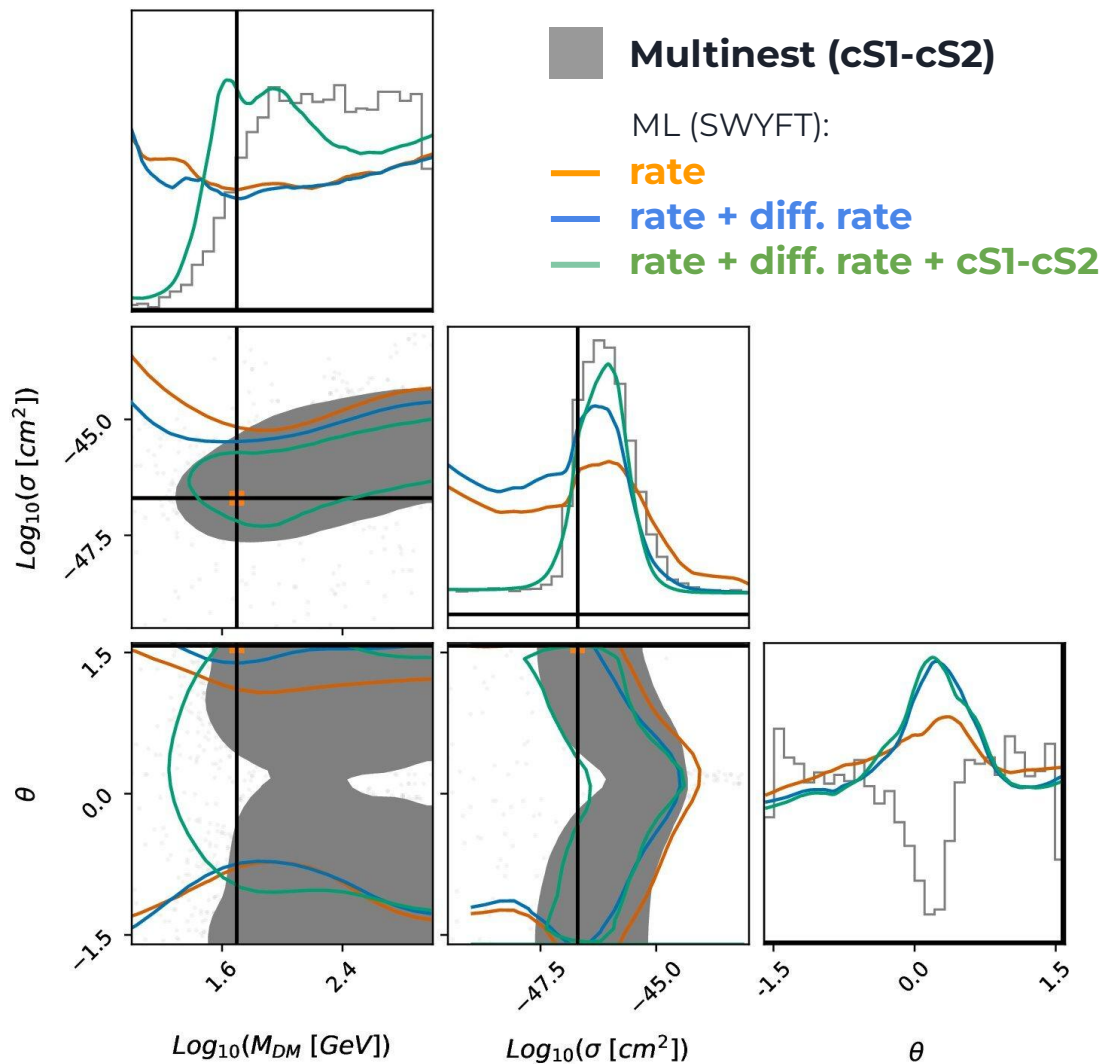 Multinest (cS1-cS2)
ML (SWYFT):
rate
rate + diff. rate
rate + diff. rate + cS1-cS2
Log₁₀(σ [cm²])
−45.0
−47.5
θ
1.5
0.0
−1.5
1.6
2.4
−47.5
−45.0
-1.5
0.0
1.5
Log₁₀(M_DM [GeV])
Log₁₀(σ [cm²])
θ